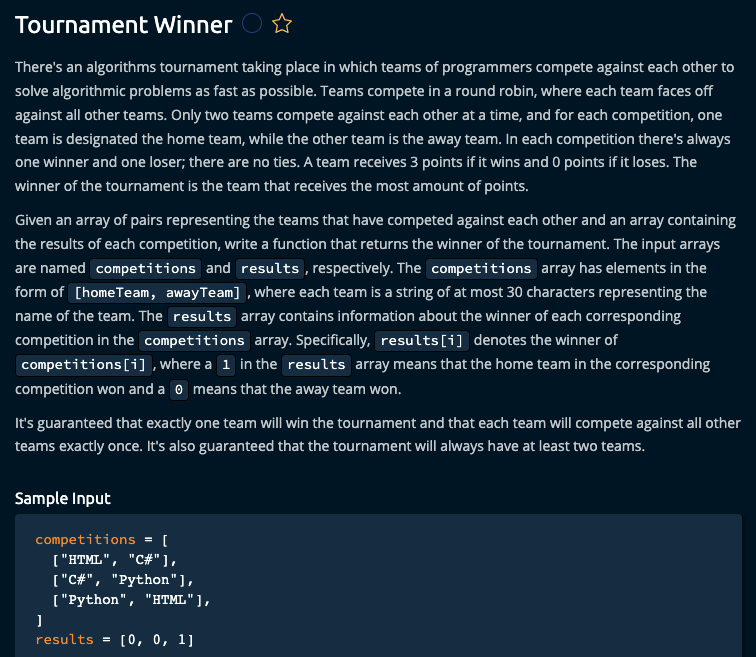 Tournament Winner
There's an algorithms tournament taking place in which teams of programmers compete against each other to
solve algorithmic problems as fast as possible. Teams compete in a round robin, where each team faces off
against all other teams. Only two teams compete against each other at a time, and for each competition, one
team is designated the home team, while the other team is the away team. In each competition there's always
one winner and one loser; there are no ties. A team receives 3 points if it wins and 0 points if it loses. The
winner of the tournament is the team that receives the most amount of points.
Given an array of pairs representing the teams that have competed against each other and an array containing
the results of each competition, write a function that returns the winner of the tournament. The input arrays
are named competitions and results, respectively. The competitions array has elements in the
form of [homeTeam, awayTeam], where each team is a string of at most 30 characters representing the
name of the team. The results array contains information about the winner of each corresponding
competition in the competitions array. Specifically, results[i] denotes the winner of
competitions[i], where a 1 in the results array means that the home team in the corresponding
competition won and a 0 means that the away team won.
It's guaranteed that exactly one team will win the tournament and that each team will compete against all other
teams exactly once. It's also guaranteed that the tournament will always have at least two teams.
Sample Input
competitions = [
["HTML", "C#"],
["C#", "Python"],
["Python", "HTML"],
]
results = [0, 0, 1]